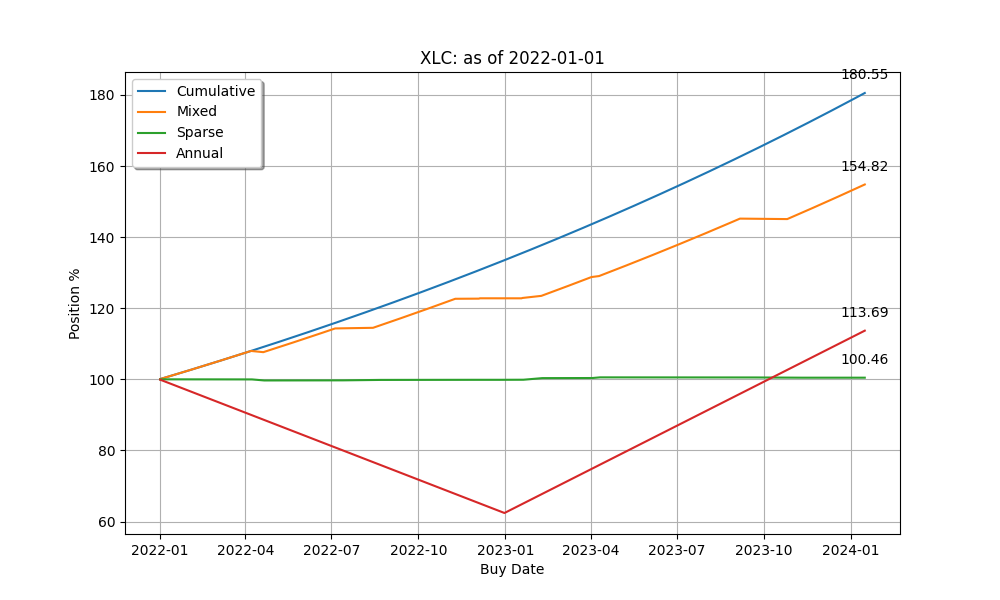 XLC: as of 2022-01-01
180.55
180
Cumulative
Mixed
Sparse
Annual
160
154.82
140
120
113.69
100.46
100
80
60
Position %
2022-01 2022-04 2022-07 2022-10 2023-01 2023-04 2023-07 2023-10 2024-01
Buy Date